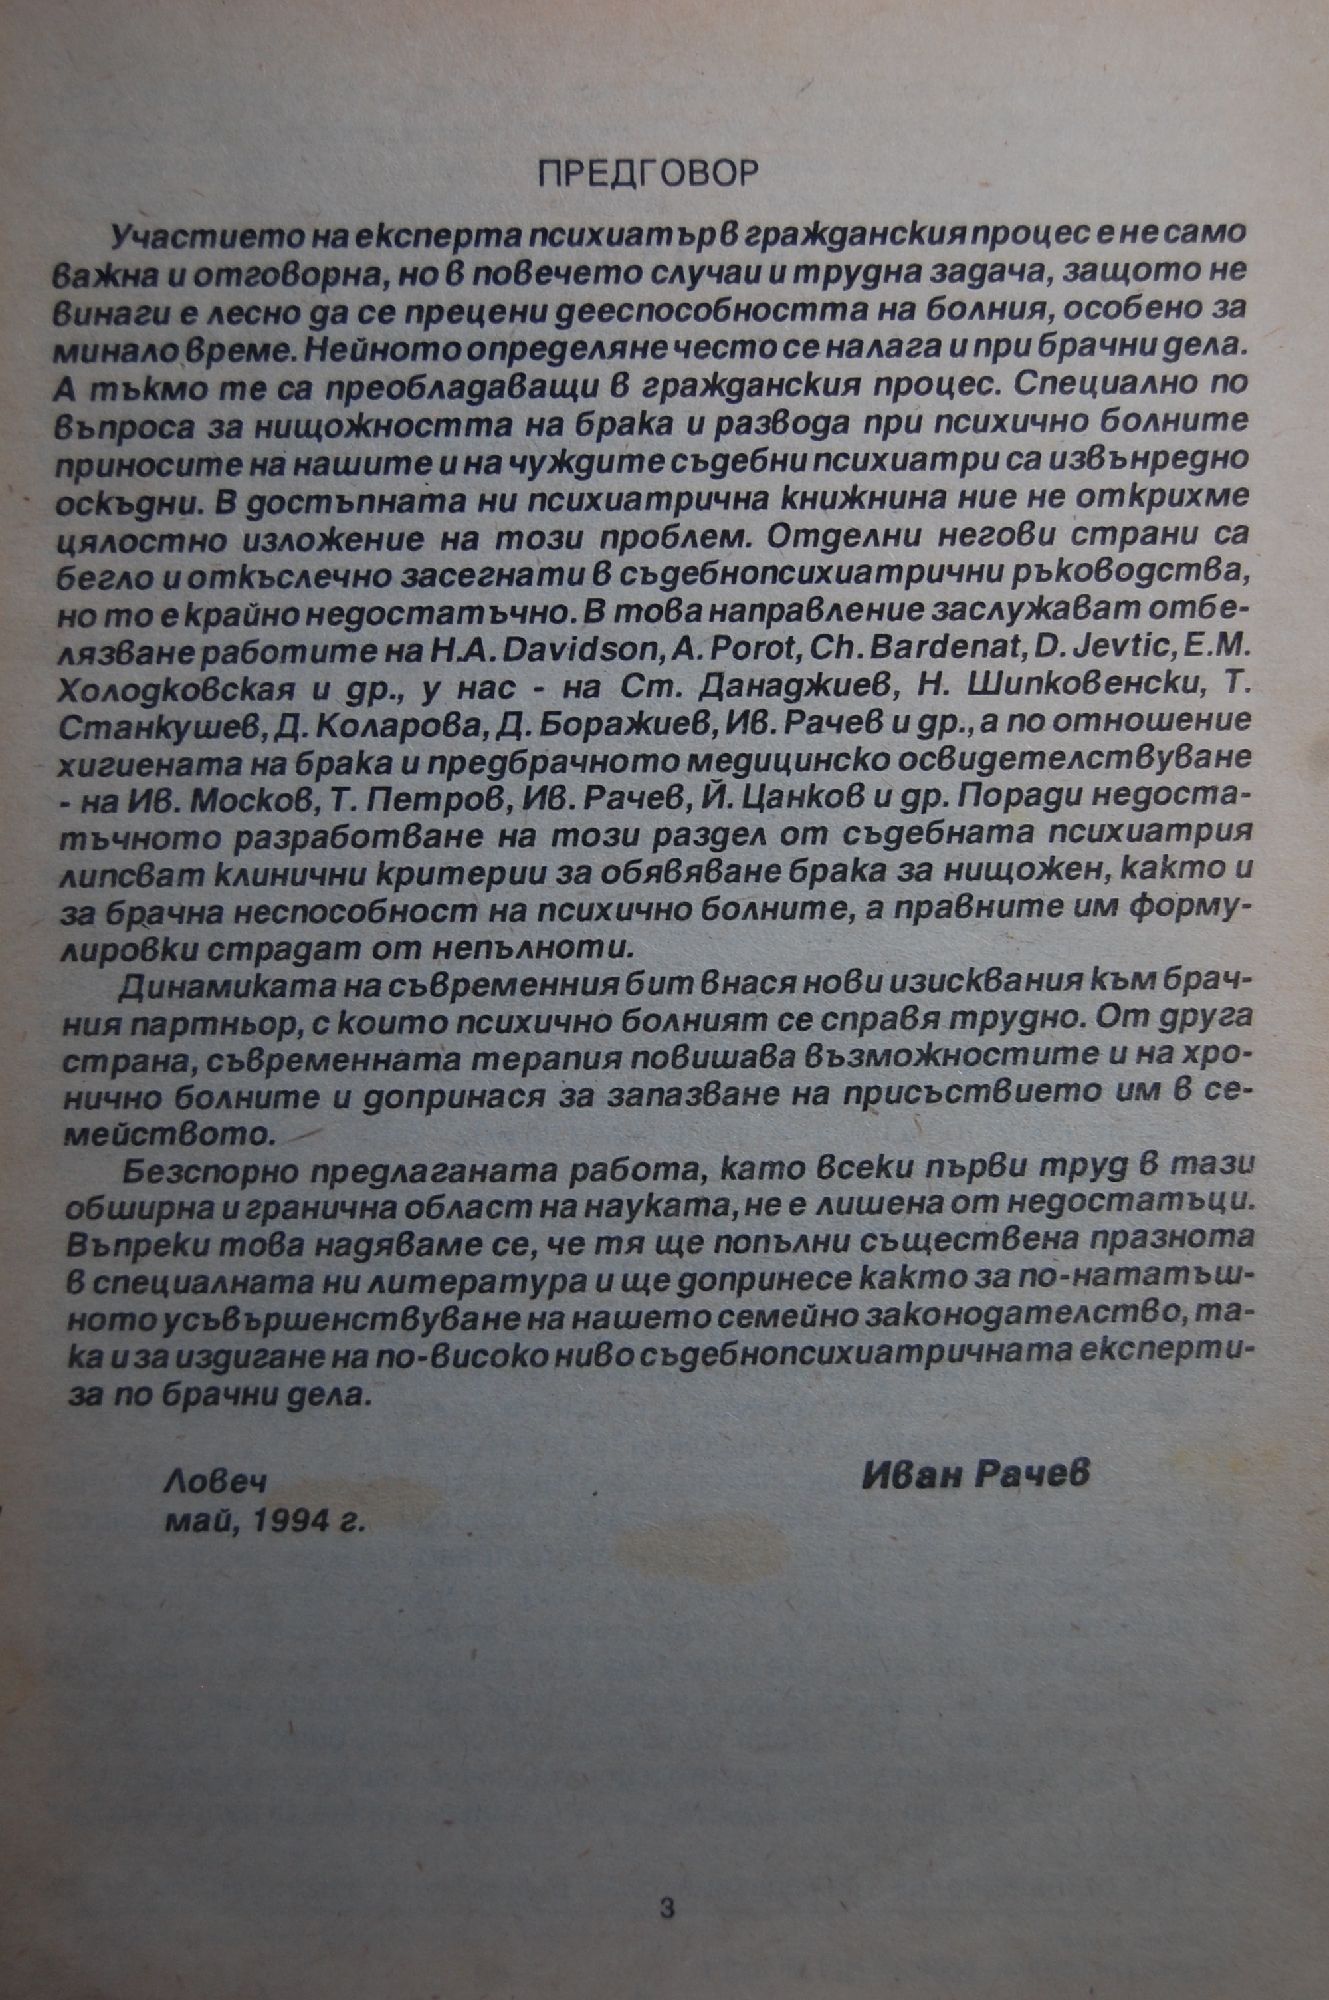 ПРЕДГОВОР
Участието на експерта психиатър в гражданския процес е не само
важна и отговорна, но в повечето случаи и трудна задача, защото не
винаги е лесно да се прецени дееспособността на болния, особено за
минало време. Нейното определяне често се налага и при брачни дела.
А тъкмо те са преобладаващи в гражданския процес. Специално по
въпроса за нищожността на брака и развода при психично болните
приносите на нашите и на чуждите съдебни психиатри са извънредно
оскъдни. В достъпната ни психиатрична книжнина ние не открихме
цялостно изложение на този проблем. Отделни негови страни са
бегло и откъслечно засегнати в съдебнопсихиатрични ръководства,
но то е крайно недостатъчно. В това направление заслужават отбе-
лязване работите на H.A. Davidson, A. Porot, Ch. Bardenat, D. Jevtic, E.M.
Холодковская и др., у нас - на Ст. Данаджиев, Н. Шипковенски, Т.
Станкушев, Д. Коларова, Д. Боражиев, Ив. Рачев и др., а по отношение
хигиената на брака и предбрачното медицинско освидетелствуване
- на Ив. Москов, Т. Петров, Ив. Рачев, Й. Цанков и др. Поради недоста-
тъчното разработване на този раздел от съдебната психиатрия
липсват клинични критерии за обявяване брака за нищожен, както и
за брачна неспособност на психично болните, а правните им форму-
лировки страдат от непълноти.
Динамиката на съвременния бит внася нови изисквания към брач-
ния партньор, с които психично болният се справя трудно. От друга
страна, съвременната терапия повишава възможностите и на хро-
нично болните и допринася за запазване на присъствието им в се-
мейството.
Безспорно предлаганата работа, като всеки първи труд в тази
обширна и гранична област на науката, не е лишена от недостатъци.
Въпреки това надяваме се, че тя ще попълни съществена празнота
в специалната ни литература и ще допринесе както за по-нататъш-
ното усъвършенствуване на нашето семейно законодателство, та-
ка и за издигане на по-високо ниво съдебнопсихиатричната експерти-
за по брачни дела.
Ловеч
май, 1994 г.
Иван Рачев
3